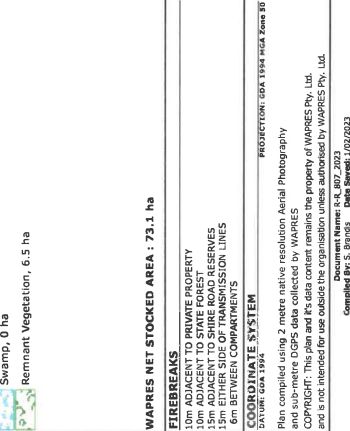 Swamp, 0 ha
Remnant Vegetation, 6.5 ha
WAPRES NET STOCKED AREA : 73.1 ha
FIREBREAKS
10m ADJACENT TO PRIVATE PROPERTY
10m ADJACENT TO STATE FOREST
15m ADJACENT TO SHIRE ROAD RESERVES
15m EITHER SIDE OF TRANSMISSION LINES
6m BETWEEN COMPARTMENTS
COORDINATE SYSTEM
DATUM: GDA 1994 PROJECTION: GDA 1994 MGA Zone 50
Plan compiled using 2 metre native resolution Aerial Photography
and sub-metre DGPS data collected by WAPRES
COPYRIGHT: This plan and it's data content remains the property of WAPRES Pty. Ltd.
and is not intended for use outside the organisation unless authorised by WAPRES Pty. Ltd.
Document Name: R-R_B07_2023
Compiled By: S. Brands Date Saved: 1/02/2023